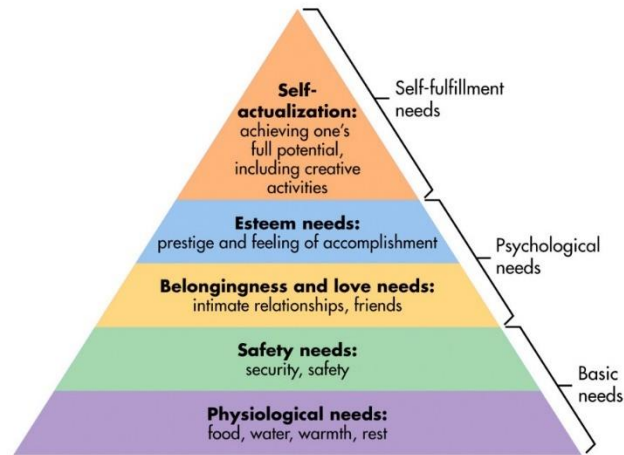 Self-
actualization:
achieving one's
full potential,
including creative
activities
Self-fulfillment
needs
Esteem needs:
prestige and feeling of accomplishment
Psychological
needs
Belongingness and love needs:
intimate relationships, friends
Safety needs:
security, safety
Basic
needs
Physiological needs:
food, water, warmth, rest